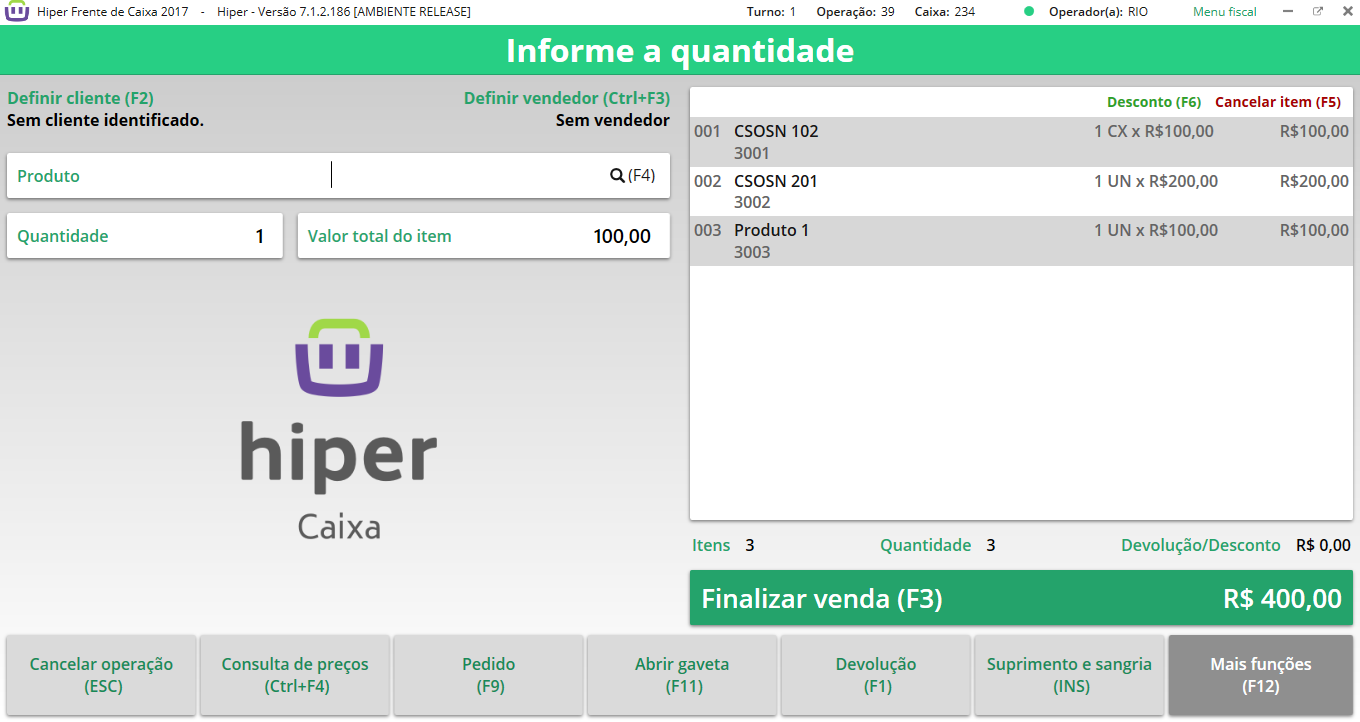 Hiper Frente de Caixa 2017 - Hiper - Versão 7.1.2.186 [AMBIENTE RELEASE] Turno: 1 Operação: 39 Caixa: 234 Operador(a): RIO Menu fiscal
Informe a quantidade
Definir cliente (F2) Definir vendedor (Ctrl+F3)
Sem cliente identificado. Sem vendedor
Produto (F4)
Quantidade 1 Valor total do item 100,00
hiper
Caixa
Desconto (F6) Cancelar item (F5)
001 CSOSN 102 1 CX x R$100,00 R$100,00
3001
002 CSOSN 201 1 UN x R$200,00 R$200,00
3002
003 Produto 1 1 UN x R$100,00 R$100,00
3003
Itens 3 Quantidade 3 Devolução/Desconto R$ 0,00
Finalizar venda (F3) R$ 400,00
Cancelar operação
(ESC)
Consulta de preços
(Ctrl+F4)
Pedido
(F9)
Abrir gaveta
(F11)
Devolução
(F1)
Suprimento e sangria
(INS)
Mais funções
(F12)